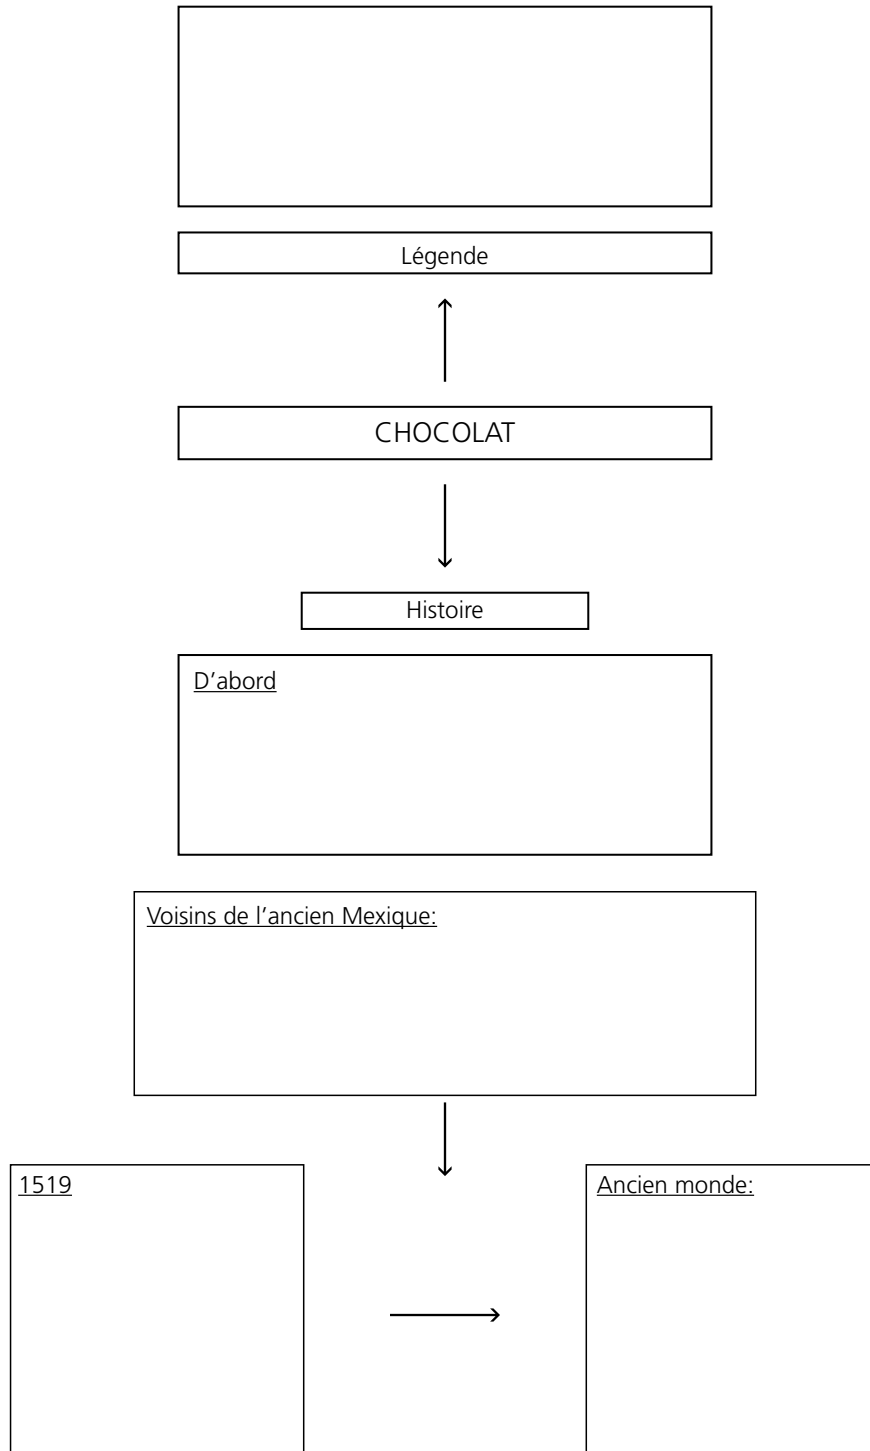 Légende
CHOCOLAT
Histoire
D’abord
Voisins de l’ancien Mexique:
1519
Ancien monde: